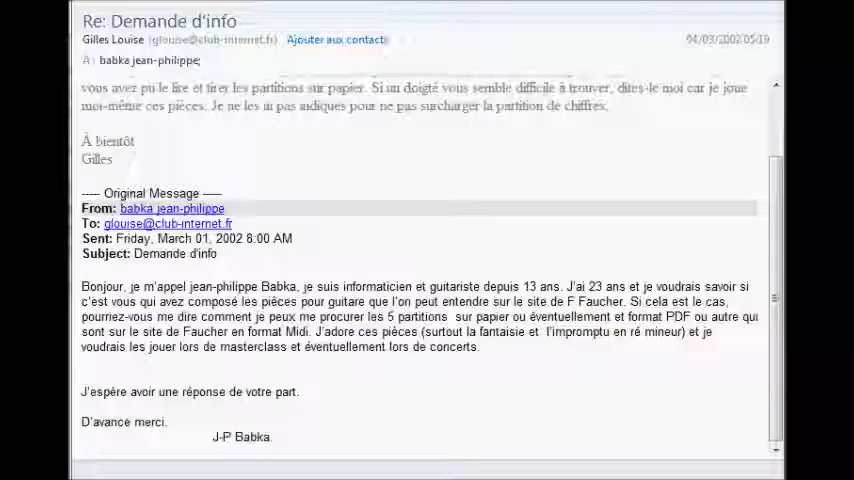 Re: Demande d'info
Gilles Louise (glouise@club-internet.fr) Ajouter aux contacts
04/03/2002 05:19
À : babka jean-philippe;
vous avez pu le lire et tirer les partitions sur papier. Si un doigté vous semble difficile à trouver, dites-le moi car je joue
moi-même ces pièces. Je ne les ai pas indiqués pour ne pas surcharger la partition de chiffres.
À bientôt
Gilles
----- Original Message -----
From: babka jean-philippe
To: glouise@club-internet.fr
Sent: Friday, March 01, 2002 8:00 AM
Subject: Demande d'info
Bonjour, je m'appel jean-philippe Babka, je suis informaticien et guitariste depuis 13 ans. J'ai 23 ans et je voudrais savoir si
c'est vous qui avez composé les pièces pour guitare que l'on peut entendre sur le site de F Faucher. Si cela est le cas,
pourriez-vous me dire comment je peux me procurer les 5 partitions sur papier ou éventuellement et format PDF ou autre qui
sont sur le site de Faucher en format Midi. J'adore ces pièces (surtout la fantaisie et l'impromptu en ré mineur) et je
voudrais les jouer lors de masterclass et éventuellement lors de concerts.
J'espère avoir une réponse de votre part.
D'avance merci.
J-P Babka.